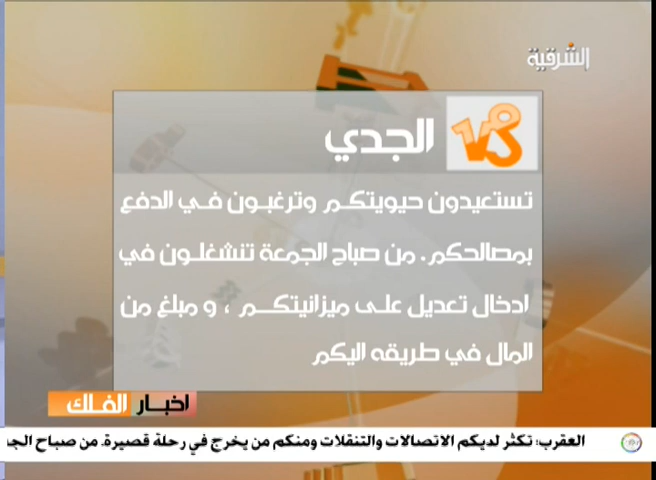 الشرقية
الجدي
تستعيدون حيويتكم وترغبون في الدفع
بمصالحكم. من صباح الجمعة تنشغلون في
ادخال تعديل على ميزانيتكم ، و مبلغ من
المال في طريقه اليكم
اخبار الفلك
العقرب: تكثر لديكم الاتصالات والتنقلات ومنكم من يخرج في رحلة قصيرة. من صباح